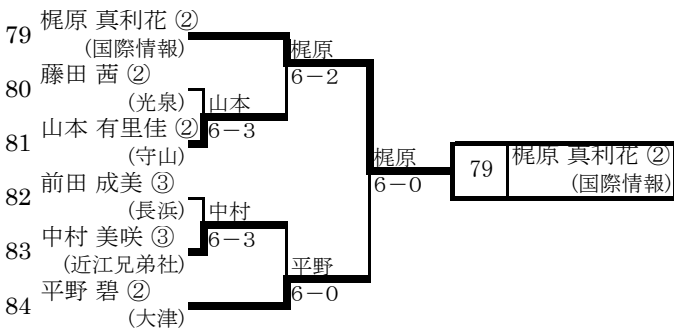 79 梶原 真利花 ②
(国際情報)
80 藤田 茜 ②
(光泉)
81 山本 有里佳 ②
(守山)
82 前田 成美 ③
(長浜)
83 中村 美咲 ③
(近江兄弟社)
84 平野 碧 ②
(大津)
山本
6-3
中村
6-3
梶原
6-2
平野
6-0
梶原
6-0
79 梶原 真利花 ②
(国際情報)